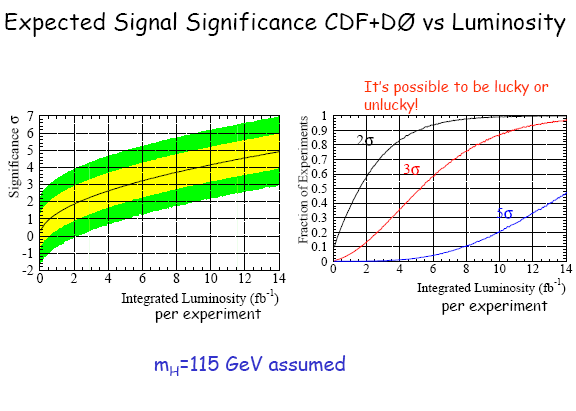 Expected Signal Significance CDF+DØ vs Luminosity
It's possible to be lucky or
unlucky!
Significance σ
7
6
5
4
3
2
1
0
-1
-2
0 2 4 6 8 10 12 14
Integrated Luminosity (fb⁻¹)
per experiment
Fraction of Experiments
1
0.9
0.8
0.7
0.6
0.5
0.4
0.3
0.2
0.1
0
2σ
3σ
5σ
0 2 4 6 8 10 12 14
Integrated Luminosity (fb⁻¹)
per experiment
mH=115 GeV assumed